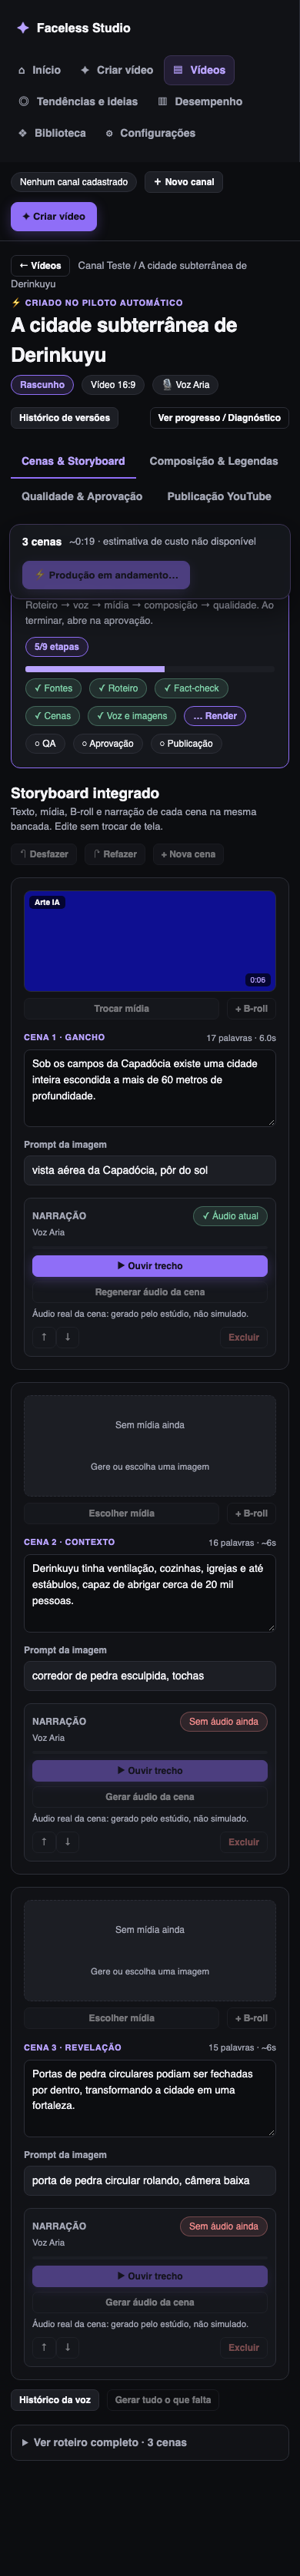 ✦ Faceless Studio
⌂ Início ✦ Criar vídeo ▤ Vídeos
◎ Tendências e ideias ▥ Desempenho
❖ Biblioteca ⚙ Configurações
Nenhum canal cadastrado + Novo canal
✦ Criar vídeo
← Vídeos Canal Teste / A cidade subterrânea de
Derinkuyu
⚡ CRIADO NO PILOTO AUTOMÁTICO
A cidade subterrânea de
Derinkuyu
Rascunho Vídeo 16:9 🎙 Voz Aria
Histórico de versões Ver progresso / Diagnóstico
Cenas & Storyboard Composição & Legendas
Qualidade & Aprovação Publicação YouTube
3 cenas ~0:19 · estimativa de custo não disponível
⚡ Produção em andamento...
Roteiro → voz → mídia → composição → qualidade. Ao
terminar, abre na aprovação.
5/9 etapas
✓ Fontes ✓ Roteiro ✓ Fact-check
✓ Cenas ✓ Voz e imagens ... Render
○ QA ○ Aprovação ○ Publicação
Storyboard integrado
Texto, mídia, B-roll e narração de cada cena na mesma
bancada. Edite sem trocar de tela.
↰ Desfazer ↱ Refazer + Nova cena
Arte IA
0:06
Trocar mídia + B-roll
CENA 1 · GANCHO 17 palavras · 6.0s
Sob os campos da Capadócia existe uma cidade
inteira escondida a mais de 60 metros de
profundidade.
Prompt da imagem
vista aérea da Capadócia, pôr do sol
NARRAÇÃO ✓ Áudio atual
Voz Aria
▶ Ouvir trecho
Regenerar áudio da cena
Áudio real da cena: gerado pelo estúdio, não simulado.
↑ ↓ Excluir
Sem mídia ainda
Gere ou escolha uma imagem
Escolher mídia + B-roll
CENA 2 · CONTEXTO 16 palavras · ~6s
Derinkuyu tinha ventilação, cozinhas, igrejas e até
estábulos, capaz de abrigar cerca de 20 mil
pessoas.
Prompt da imagem
corredor de pedra esculpida, tochas
NARRAÇÃO Sem áudio ainda
Voz Aria
▶ Ouvir trecho
Gerar áudio da cena
Áudio real da cena: gerado pelo estúdio, não simulado.
↑ ↓ Excluir
Sem mídia ainda
Gere ou escolha uma imagem
Escolher mídia + B-roll
CENA 3 · REVELAÇÃO 15 palavras · ~6s
Portas de pedra circulares podiam ser fechadas
por dentro, transformando a cidade em uma
fortaleza.
Prompt da imagem
porta de pedra circular rolando, câmera baixa
NARRAÇÃO Sem áudio ainda
Voz Aria
▶ Ouvir trecho
Gerar áudio da cena
Áudio real da cena: gerado pelo estúdio, não simulado.
↑ ↓ Excluir
Histórico da voz Gerar tudo o que falta
▶ Ver roteiro completo · 3 cenas